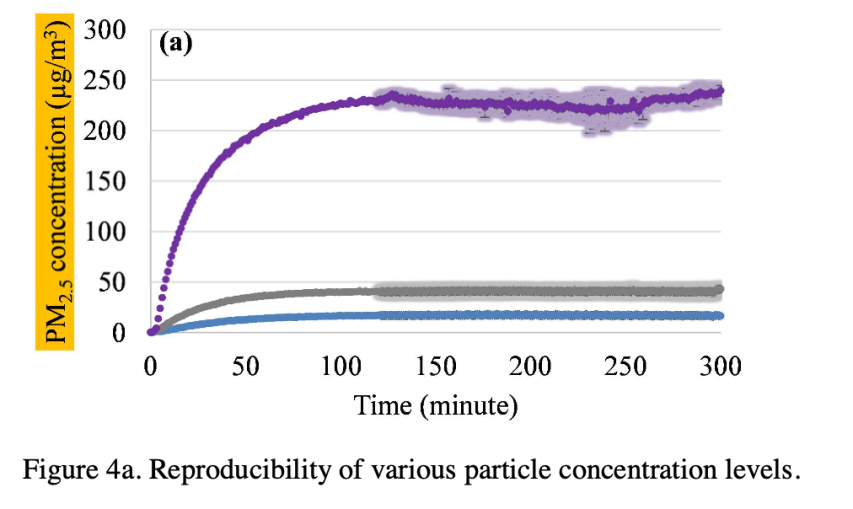 PM2.5 concentration (µg/m³)
(a)
300
250
200
150
100
50
0
0 50 100 150 200 250 300
Time (minute)
Figure 4a. Reproducibility of various particle concentration levels.